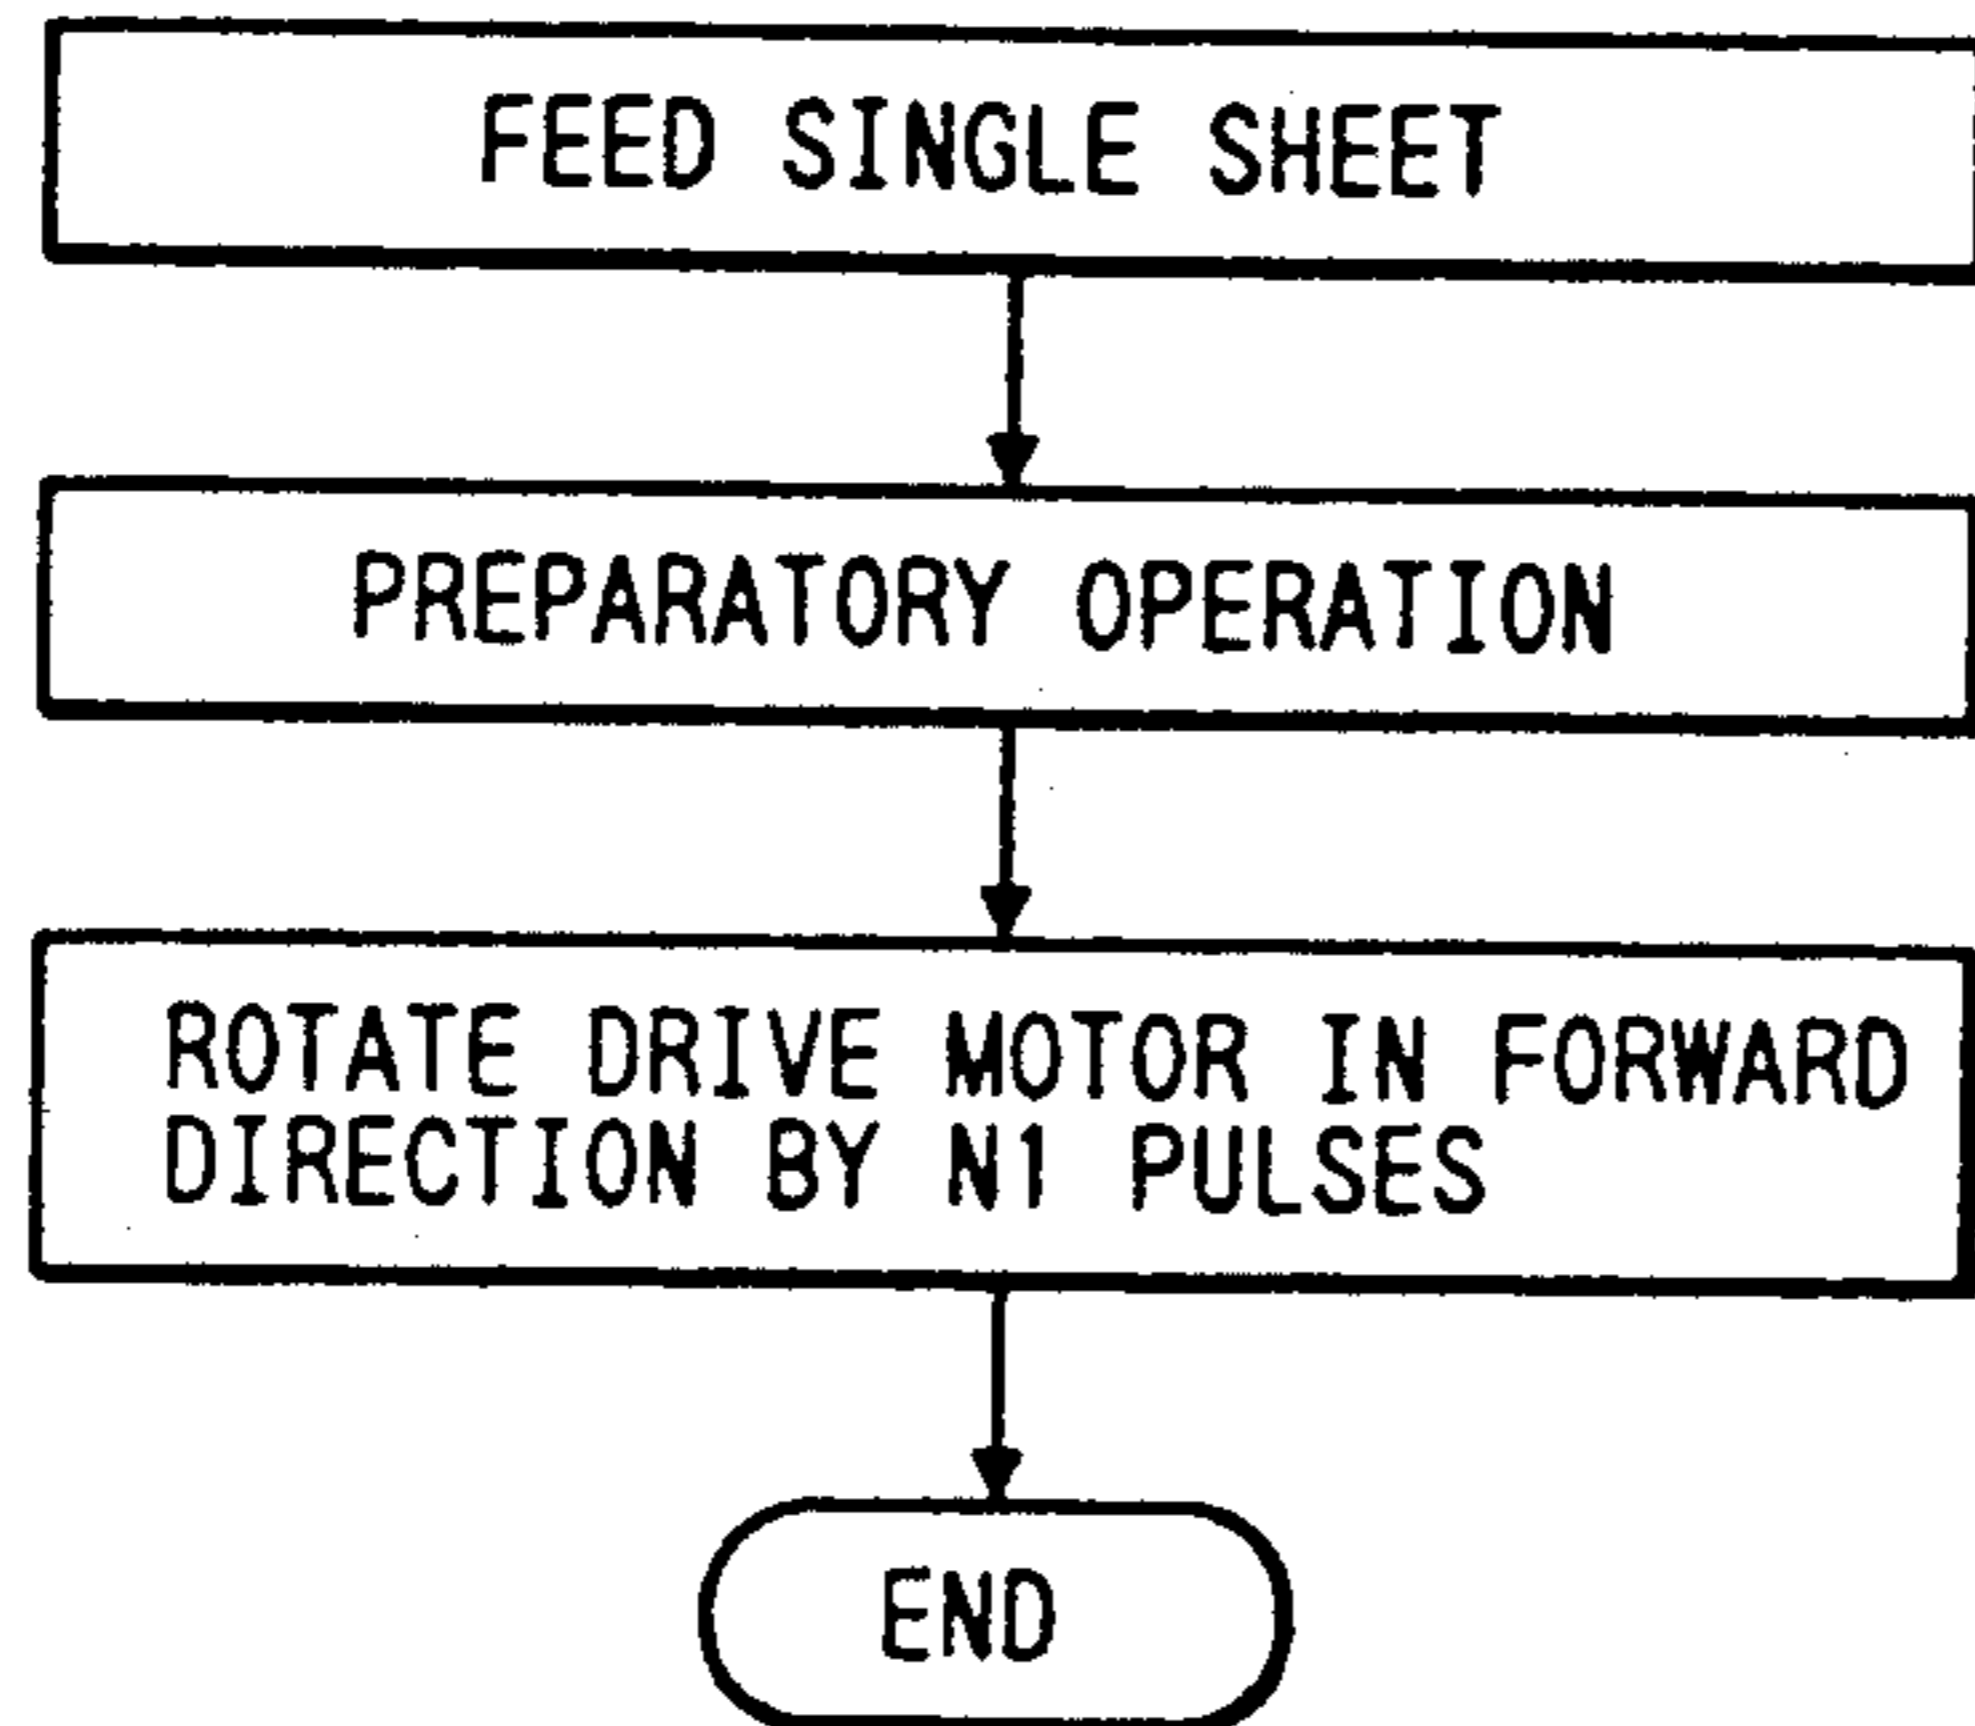 FEED SINGLE SHEET
PREPARATORY OPERATION
ROTATE DRIVE MOTOR IN FORWARD
DIRECTION BY N1 PULSES
END